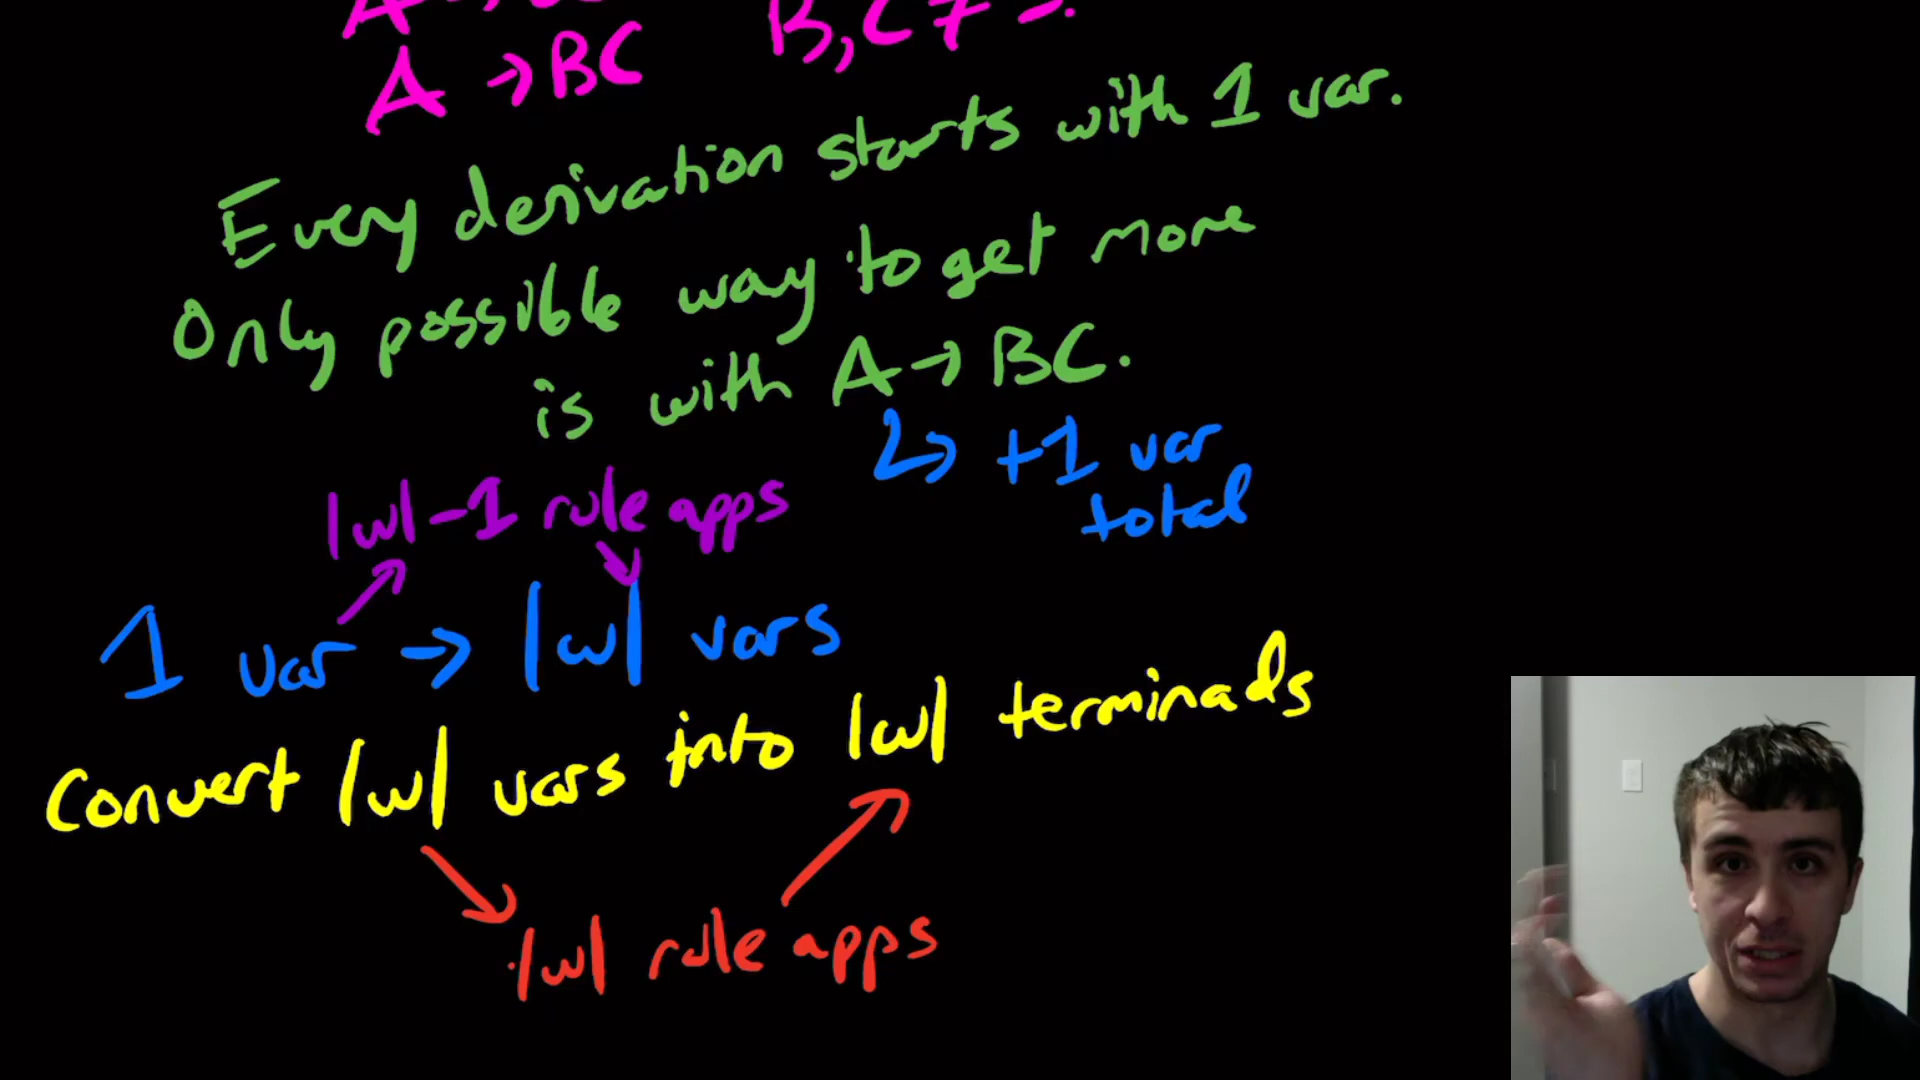 A → BC B, C ≠
Every derivation starts with 1 var.
Only possible way to get more
is with A → BC.
↳ +1 var
total
|w|-1 rule apps
1 var → |w| vars
Convert |w| vars into |w| terminals
|w| rule apps